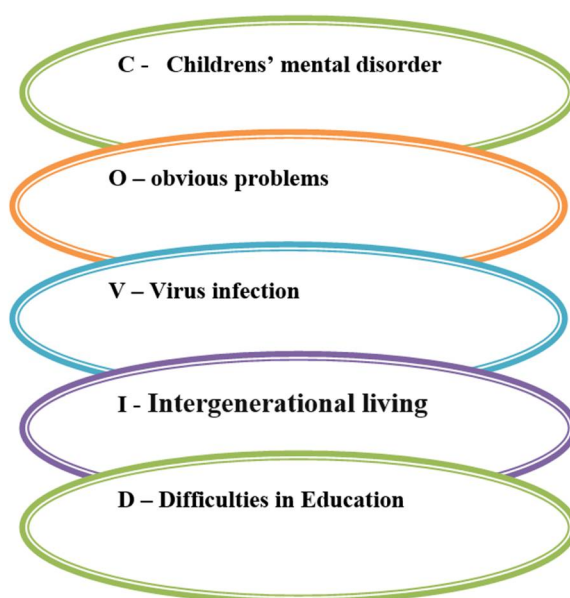 C - Childrens’ mental disorder
O – obvious problems
V – Virus infection
I - Intergenerational living
D – Difficulties in Education